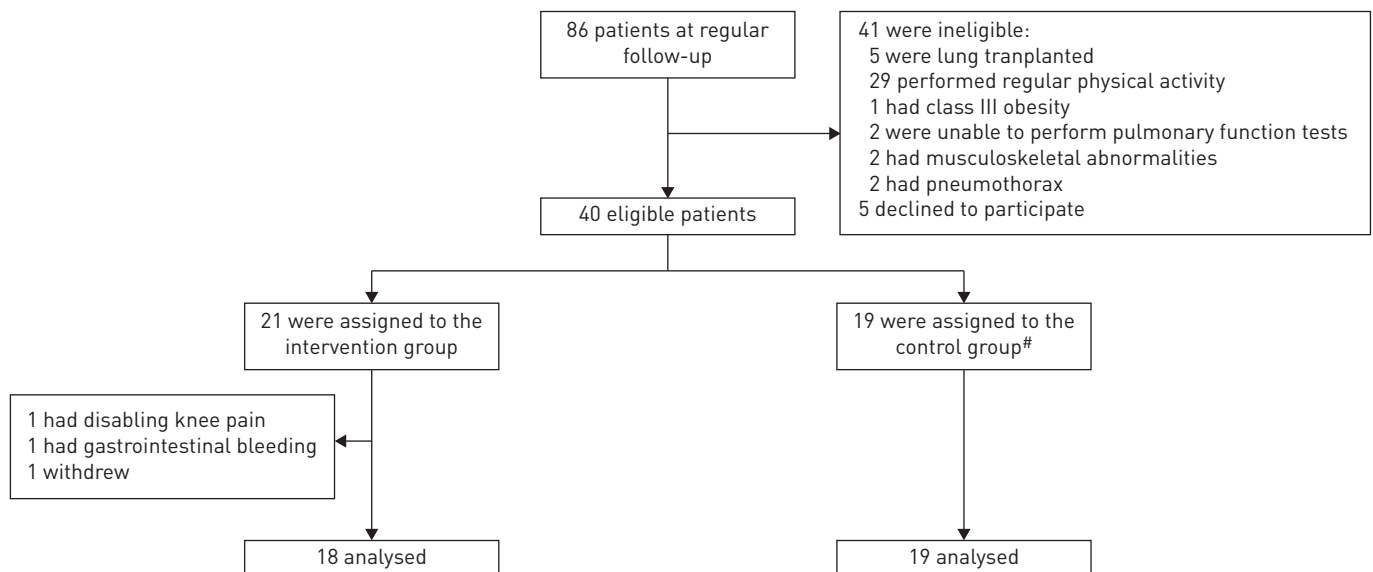 86 patients at regular
follow-up
41 were ineligible:
5 were lung tranplanted
29 performed regular physical activity
1 had class III obesity
2 were unable to perform pulmonary function tests
2 had musculoskeletal abnormalities
2 had pneumothorax
5 declined to participate
40 eligible patients
21 were assigned to the
intervention group
19 were assigned to the
control group#
1 had disabling knee pain
1 had gastrointestinal bleeding
1 withdrew
18 analysed
19 analysed